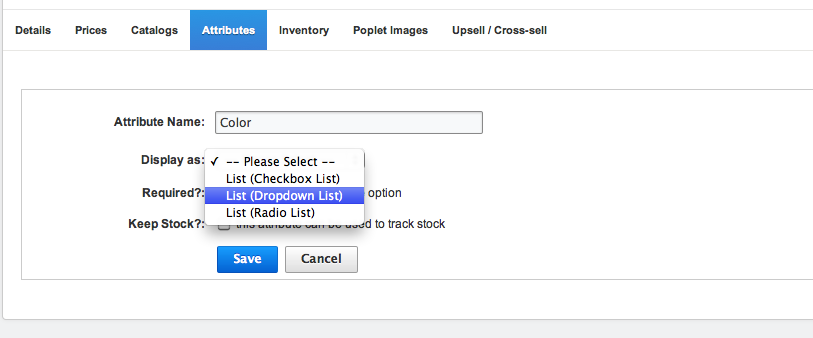 Details Prices Catalogs Attributes Inventory Poplet Images Upsell / Cross-sell
Attribute Name: Color
Display as: ✓ -- Please Select --
List (Checkbox List)
Required?: List (Dropdown List) option
List (Radio List)
Keep Stock?: this attribute can be used to track stock
Save Cancel